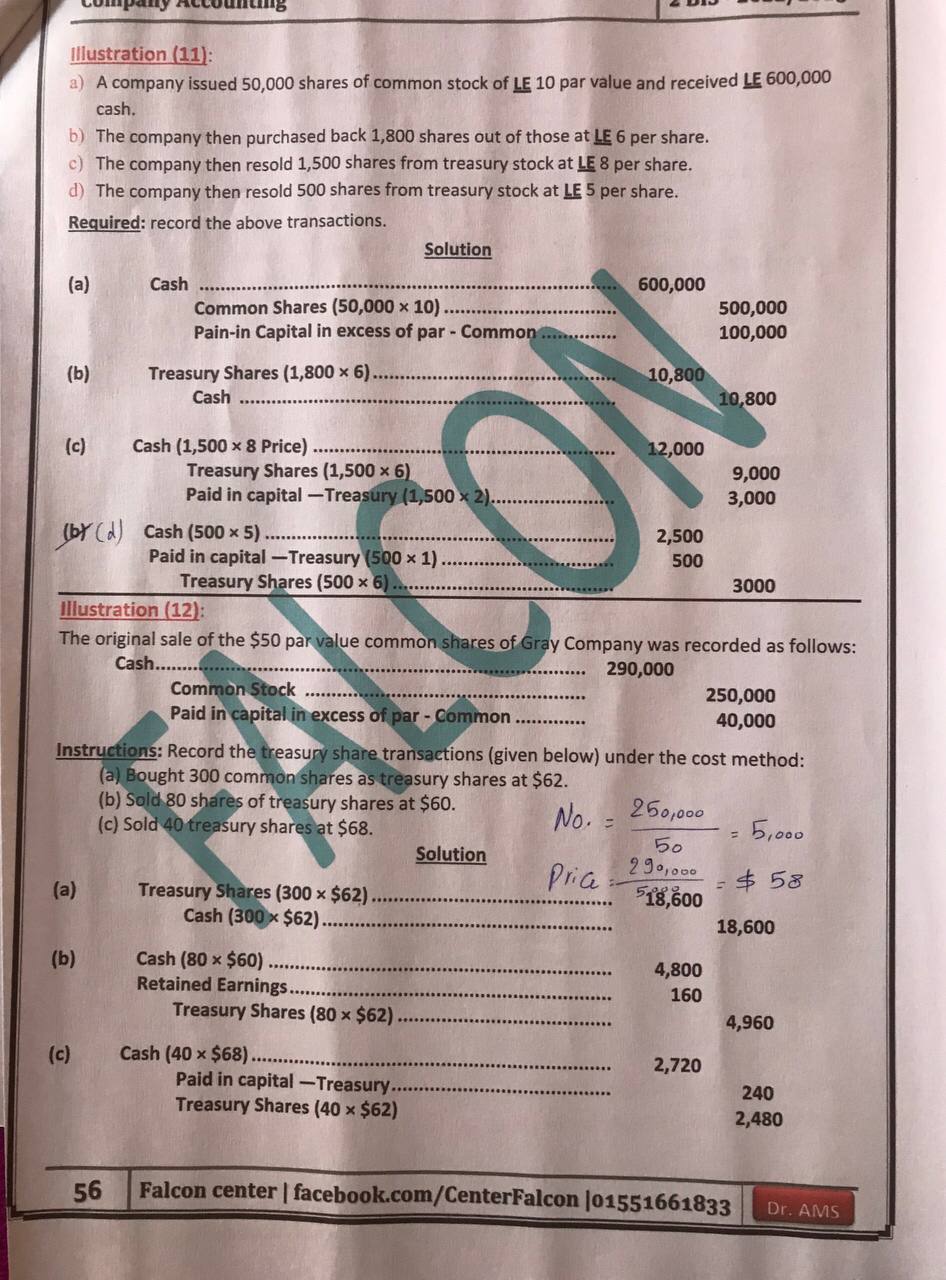 Company Accounting
Illustration (11):
a) A company issued 50,000 shares of common stock of LE 10 par value and received LE 600,000
cash.
b) The company then purchased back 1,800 shares out of those at LE 6 per share.
c) The company then resold 1,500 shares from treasury stock at LE 8 per share.
d) The company then resold 500 shares from treasury stock at LE 5 per share.
Required: record the above transactions.
Solution
(a) Cash ........ 600,000
Common Shares (50,000 × 10) ........ 500,000
Pain-in Capital in excess of par - Common ........ 100,000
(b) Treasury Shares (1,800 × 6) ........ 10,800
Cash ........ 10,800
(c) Cash (1,500 × 8 Price) ........ 12,000
Treasury Shares (1,500 × 6) 9,000
Paid in capital —Treasury (1,500 × 2) ........ 3,000
(b) (d) Cash (500 × 5) ........ 2,500
Paid in capital —Treasury (500 × 1) ........ 500
Treasury Shares (500 × 6) ........ 3000
Illustration (12):
The original sale of the $50 par value common shares of Gray Company was recorded as follows:
Cash ........ 290,000
Common Stock ........ 250,000
Paid in capital in excess of par - Common ........ 40,000
Instructions: Record the treasury share transactions (given below) under the cost method:
(a) Bought 300 common shares as treasury shares at $62.
(b) Sold 80 shares of treasury shares at $60.
(c) Sold 40 treasury shares at $68.
No. = 250,000 / 50 = 5,000
Solution
Price = 290,000 / 5,000 = $ 58
(a) Treasury Shares (300 × $62) ........ 18,600
Cash (300 × $62) ........ 18,600
(b) Cash (80 × $60) ........ 4,800
Retained Earnings ........ 160
Treasury Shares (80 × $62) ........ 4,960
(c) Cash (40 × $68) ........ 2,720
Paid in capital —Treasury ........ 240
Treasury Shares (40 × $62) 2,480
FALCON
56 Falcon center | facebook.com/CenterFalcon |01551661833 Dr. AMS